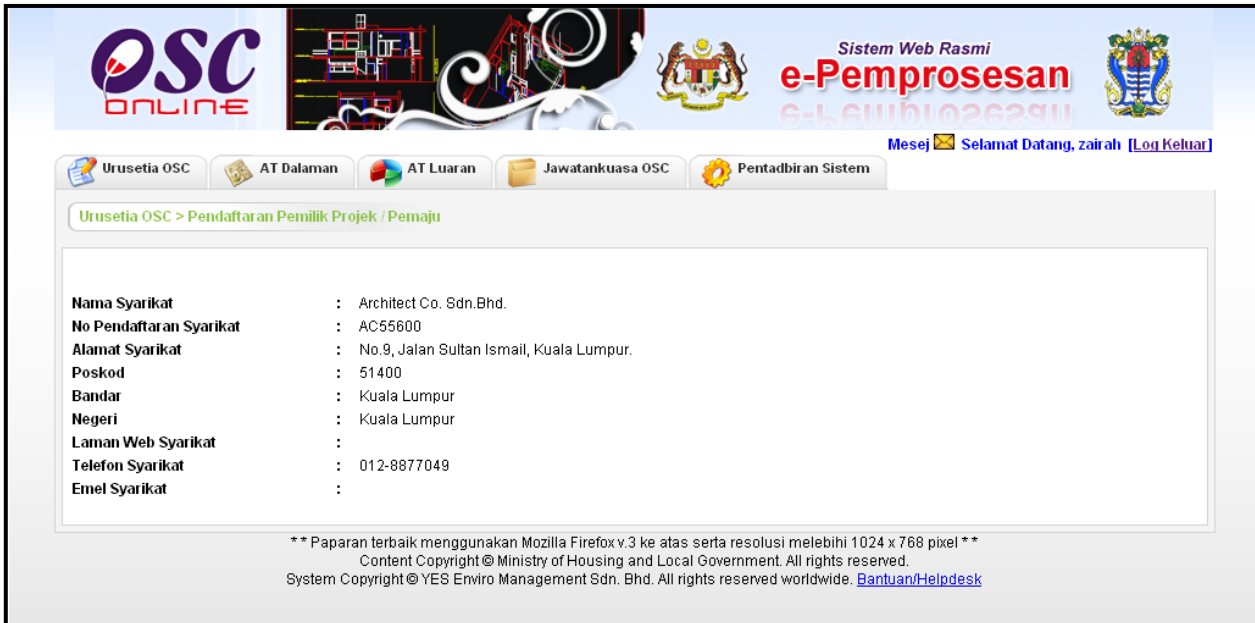 OSC
ONLINE
Sistem Web Rasmi
e-Pemprosesan
Mesej Selamat Datang, zairah [Log Keluar]
Urusetia OSC AT Dalaman AT Luaran Jawatankuasa OSC Pentadbiran Sistem
Urusetia OSC > Pendaftaran Pemilik Projek / Pemaju
Nama Syarikat : Architect Co. Sdn.Bhd.
No Pendaftaran Syarikat : AC55600
Alamat Syarikat : No.9, Jalan Sultan Ismail, Kuala Lumpur.
Poskod : 51400
Bandar : Kuala Lumpur
Negeri : Kuala Lumpur
Laman Web Syarikat :
Telefon Syarikat : 012-8877049
Emel Syarikat :
* * Paparan terbaik menggunakan Mozilla Firefox v.3 ke atas serta resolusi melebihi 1024 x 768 pixel * *
Content Copyright © Ministry of Housing and Local Government. All rights reserved.
System Copyright © YES Enviro Management Sdn. Bhd. All rights reserved worldwide. Bantuan/Helpdesk